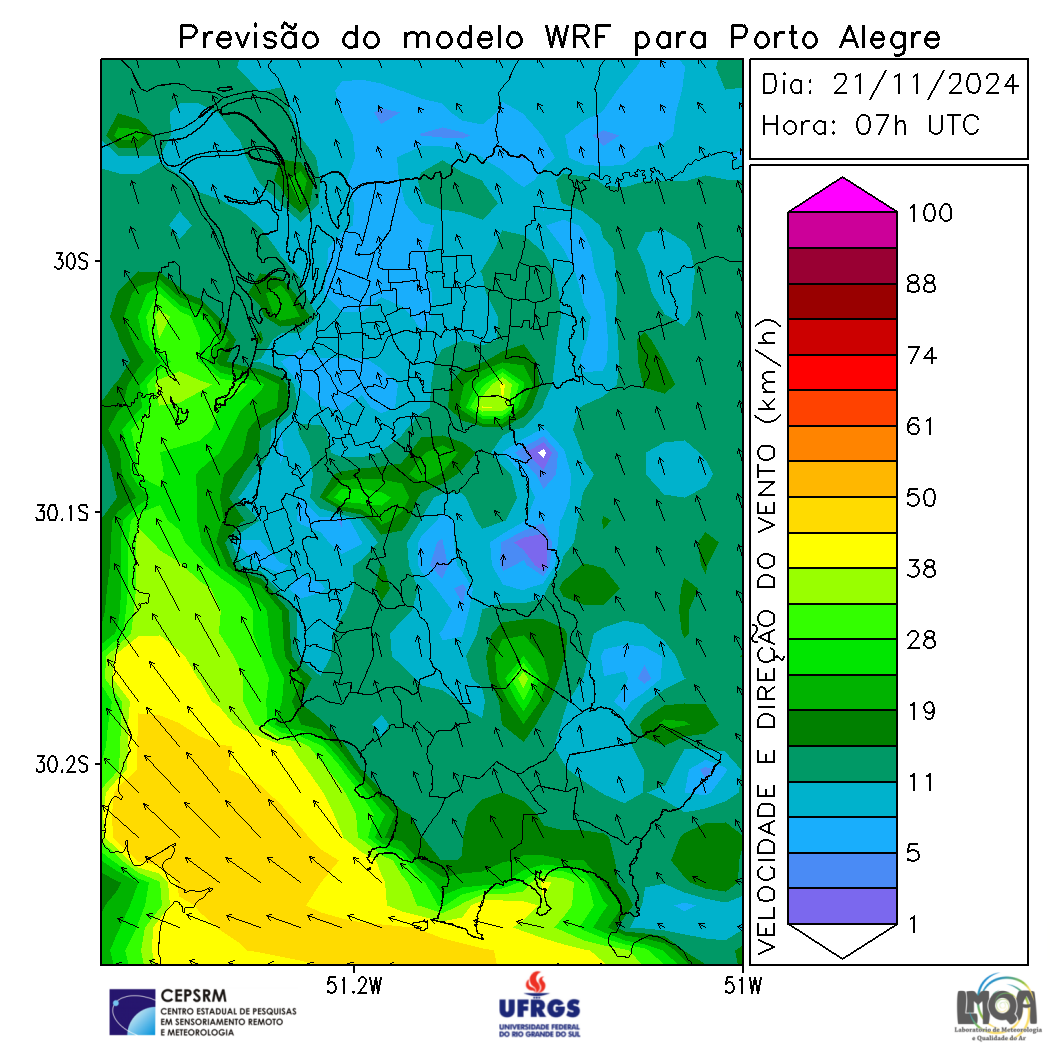 Previsão do modelo WRF para Porto Alegre
Dia: 21/11/2024
Hora: 07h UTC
30S
30.1S
30.2S
51.2W
51W
VELOCIDADE E DIREÇÃO DO VENTO (km/h)
100
88
74
61
50
38
28
19
11
5
1
CEPSRM
CENTRO ESTADUAL DE PESQUISAS
EM SENSORIAMENTO REMOTO
E METEOROLOGIA
UFRGS
UNIVERSIDADE FEDERAL
DO RIO GRANDE DO SUL
LMQA
Laboratório de Meteorologia
e Qualidade do Ar